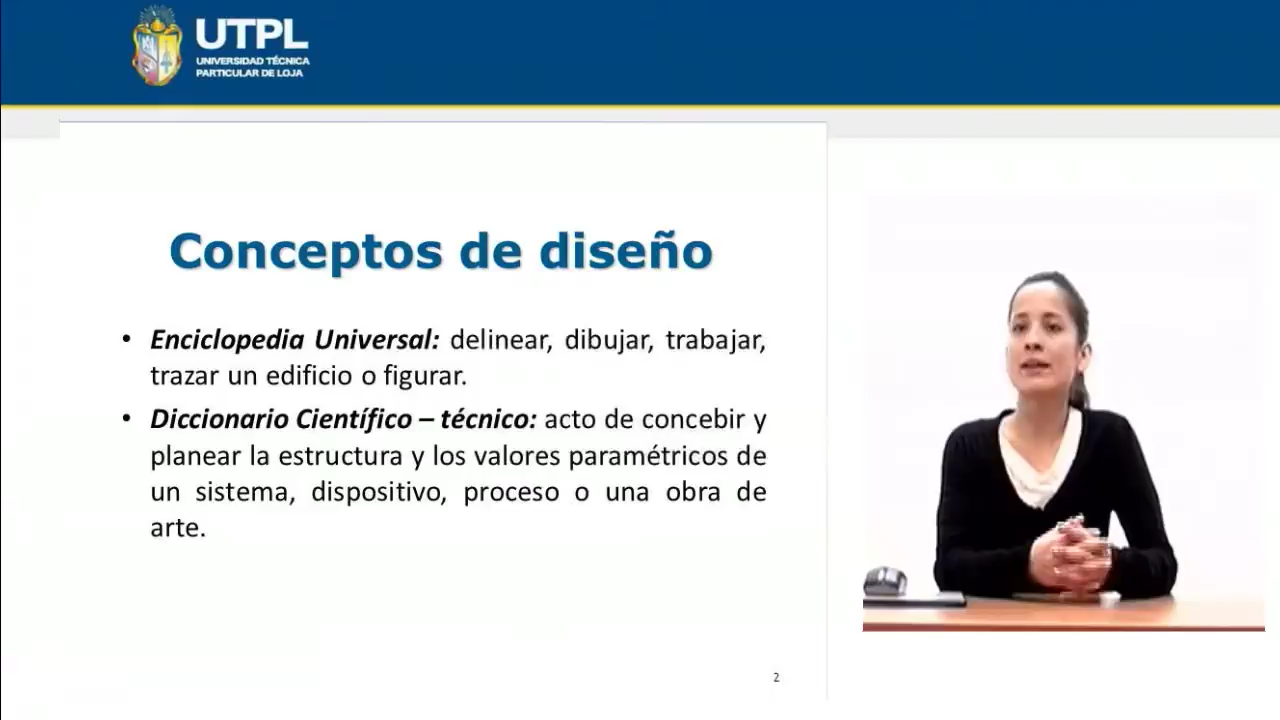 UTPL
UNIVERSIDAD TÉCNICA
PARTICULAR DE LOJA
Conceptos de diseño
• Enciclopedia Universal: delinear, dibujar, trabajar,
trazar un edificio o figurar.
• Diccionario Científico – técnico: acto de concebir y
planear la estructura y los valores paramétricos de
un sistema, dispositivo, proceso o una obra de
arte.
2